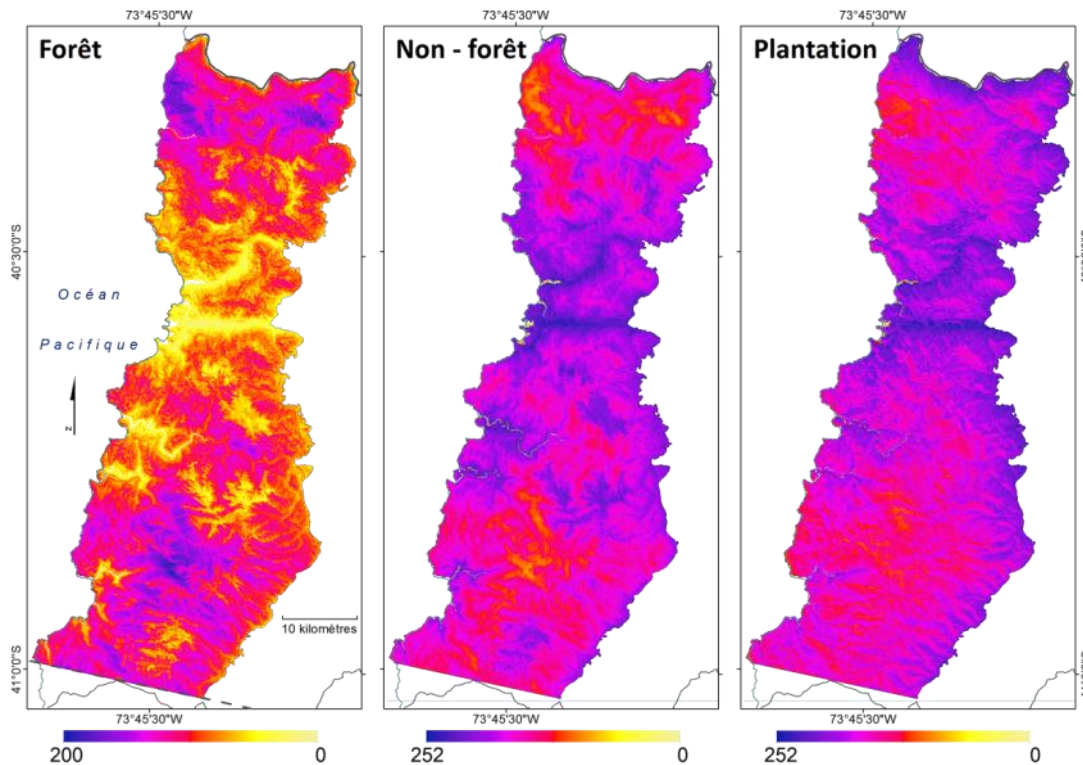 73°45'30"W
73°45'30"W
73°45'30"W
Forêt
Non - forêt
Plantation
40°30'0"S
Océan
Pacifique
N
10 kilomètres
41°0'0"S
73°45'30"W
73°45'30"W
73°45'30"W
200
0
252
0
252
0